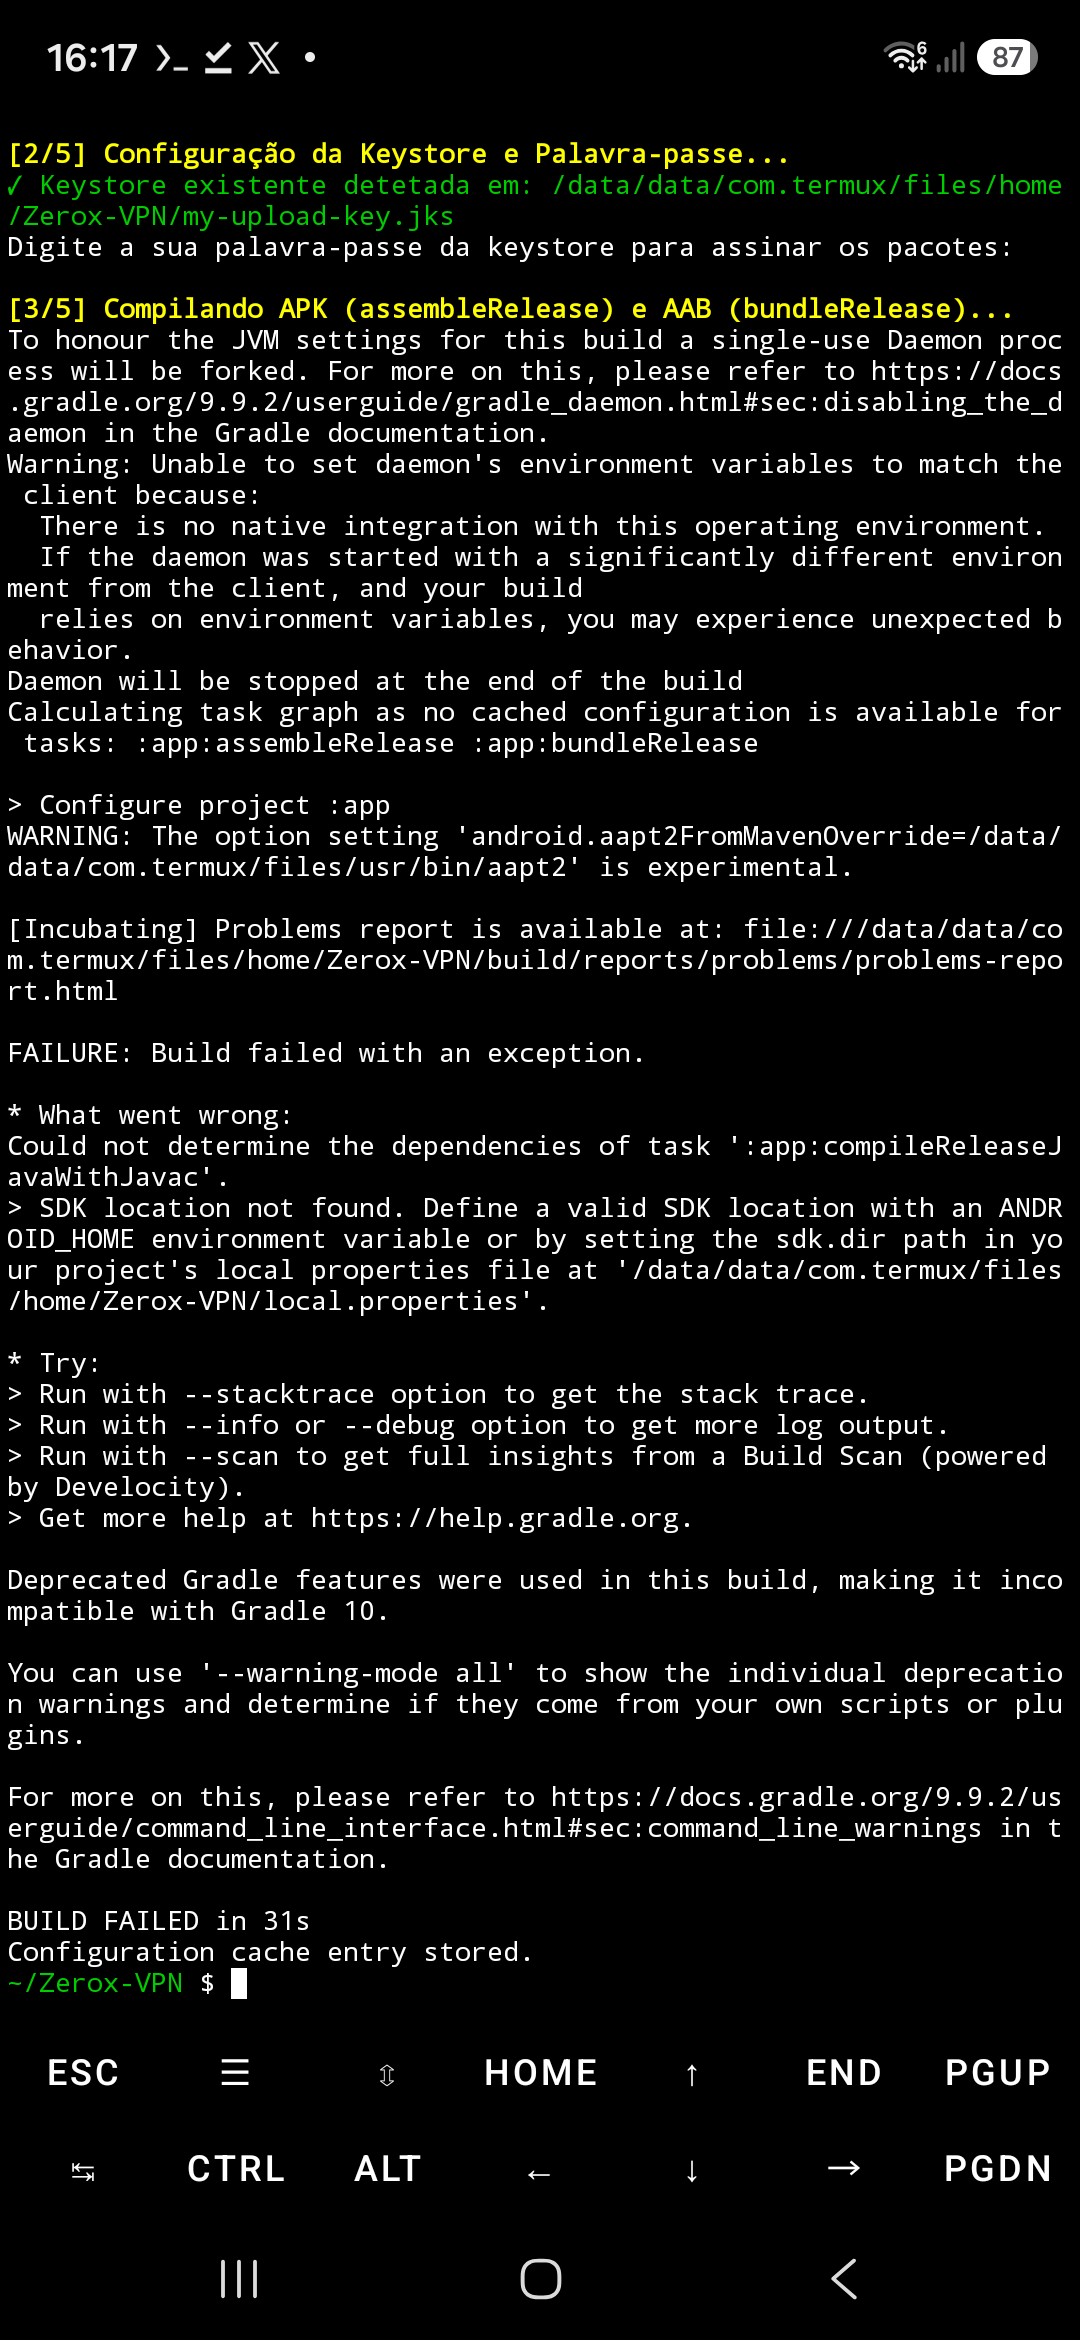 16:17
6
87
[2/5] Configuração da Keystore e Palavra-passe...
✓ Keystore existente detetada em: /data/data/com.termux/files/home
/Zerox-VPN/my-upload-key.jks
Digite a sua palavra-passe da keystore para assinar os pacotes:
[3/5] Compilando APK (assembleRelease) e AAB (bundleRelease)...
To honour the JVM settings for this build a single-use Daemon proc
ess will be forked. For more on this, please refer to https://docs
.gradle.org/9.9.2/userguide/gradle_daemon.html#sec:disabling_the_d
aemon in the Gradle documentation.
Warning: Unable to set daemon's environment variables to match the
 client because:
  There is no native integration with this operating environment.
  If the daemon was started with a significantly different environ
ment from the client, and your build
  relies on environment variables, you may experience unexpected b
ehavior.
Daemon will be stopped at the end of the build
Calculating task graph as no cached configuration is available for
 tasks: :app:assembleRelease :app:bundleRelease
> Configure project :app
WARNING: The option setting 'android.aapt2FromMavenOverride=/data/
data/com.termux/files/usr/bin/aapt2' is experimental.
[Incubating] Problems report is available at: file:///data/data/co
m.termux/files/home/Zerox-VPN/build/reports/problems/problems-repo
rt.html
FAILURE: Build failed with an exception.
* What went wrong:
Could not determine the dependencies of task ':app:compileReleaseJ
avaWithJavac'.
> SDK location not found. Define a valid SDK location with an ANDR
OID_HOME environment variable or by setting the sdk.dir path in yo
ur project's local properties file at '/data/data/com.termux/files
/home/Zerox-VPN/local.properties'.
* Try:
> Run with --stacktrace option to get the stack trace.
> Run with --info or --debug option to get more log output.
> Run with --scan to get full insights from a Build Scan (powered
by Develocity).
> Get more help at https://help.gradle.org.
Deprecated Gradle features were used in this build, making it inco
mpatible with Gradle 10.
You can use '--warning-mode all' to show the individual deprecatio
n warnings and determine if they come from your own scripts or plu
gins.
For more on this, please refer to https://docs.gradle.org/9.9.2/us
erguide/command_line_interface.html#sec:command_line_warnings in t
he Gradle documentation.
BUILD FAILED in 31s
Configuration cache entry stored.
~/Zerox-VPN $
ESC ☰ ⇳ HOME ↑ END PGUP
↹ CTRL ALT ← ↓ → PGDN